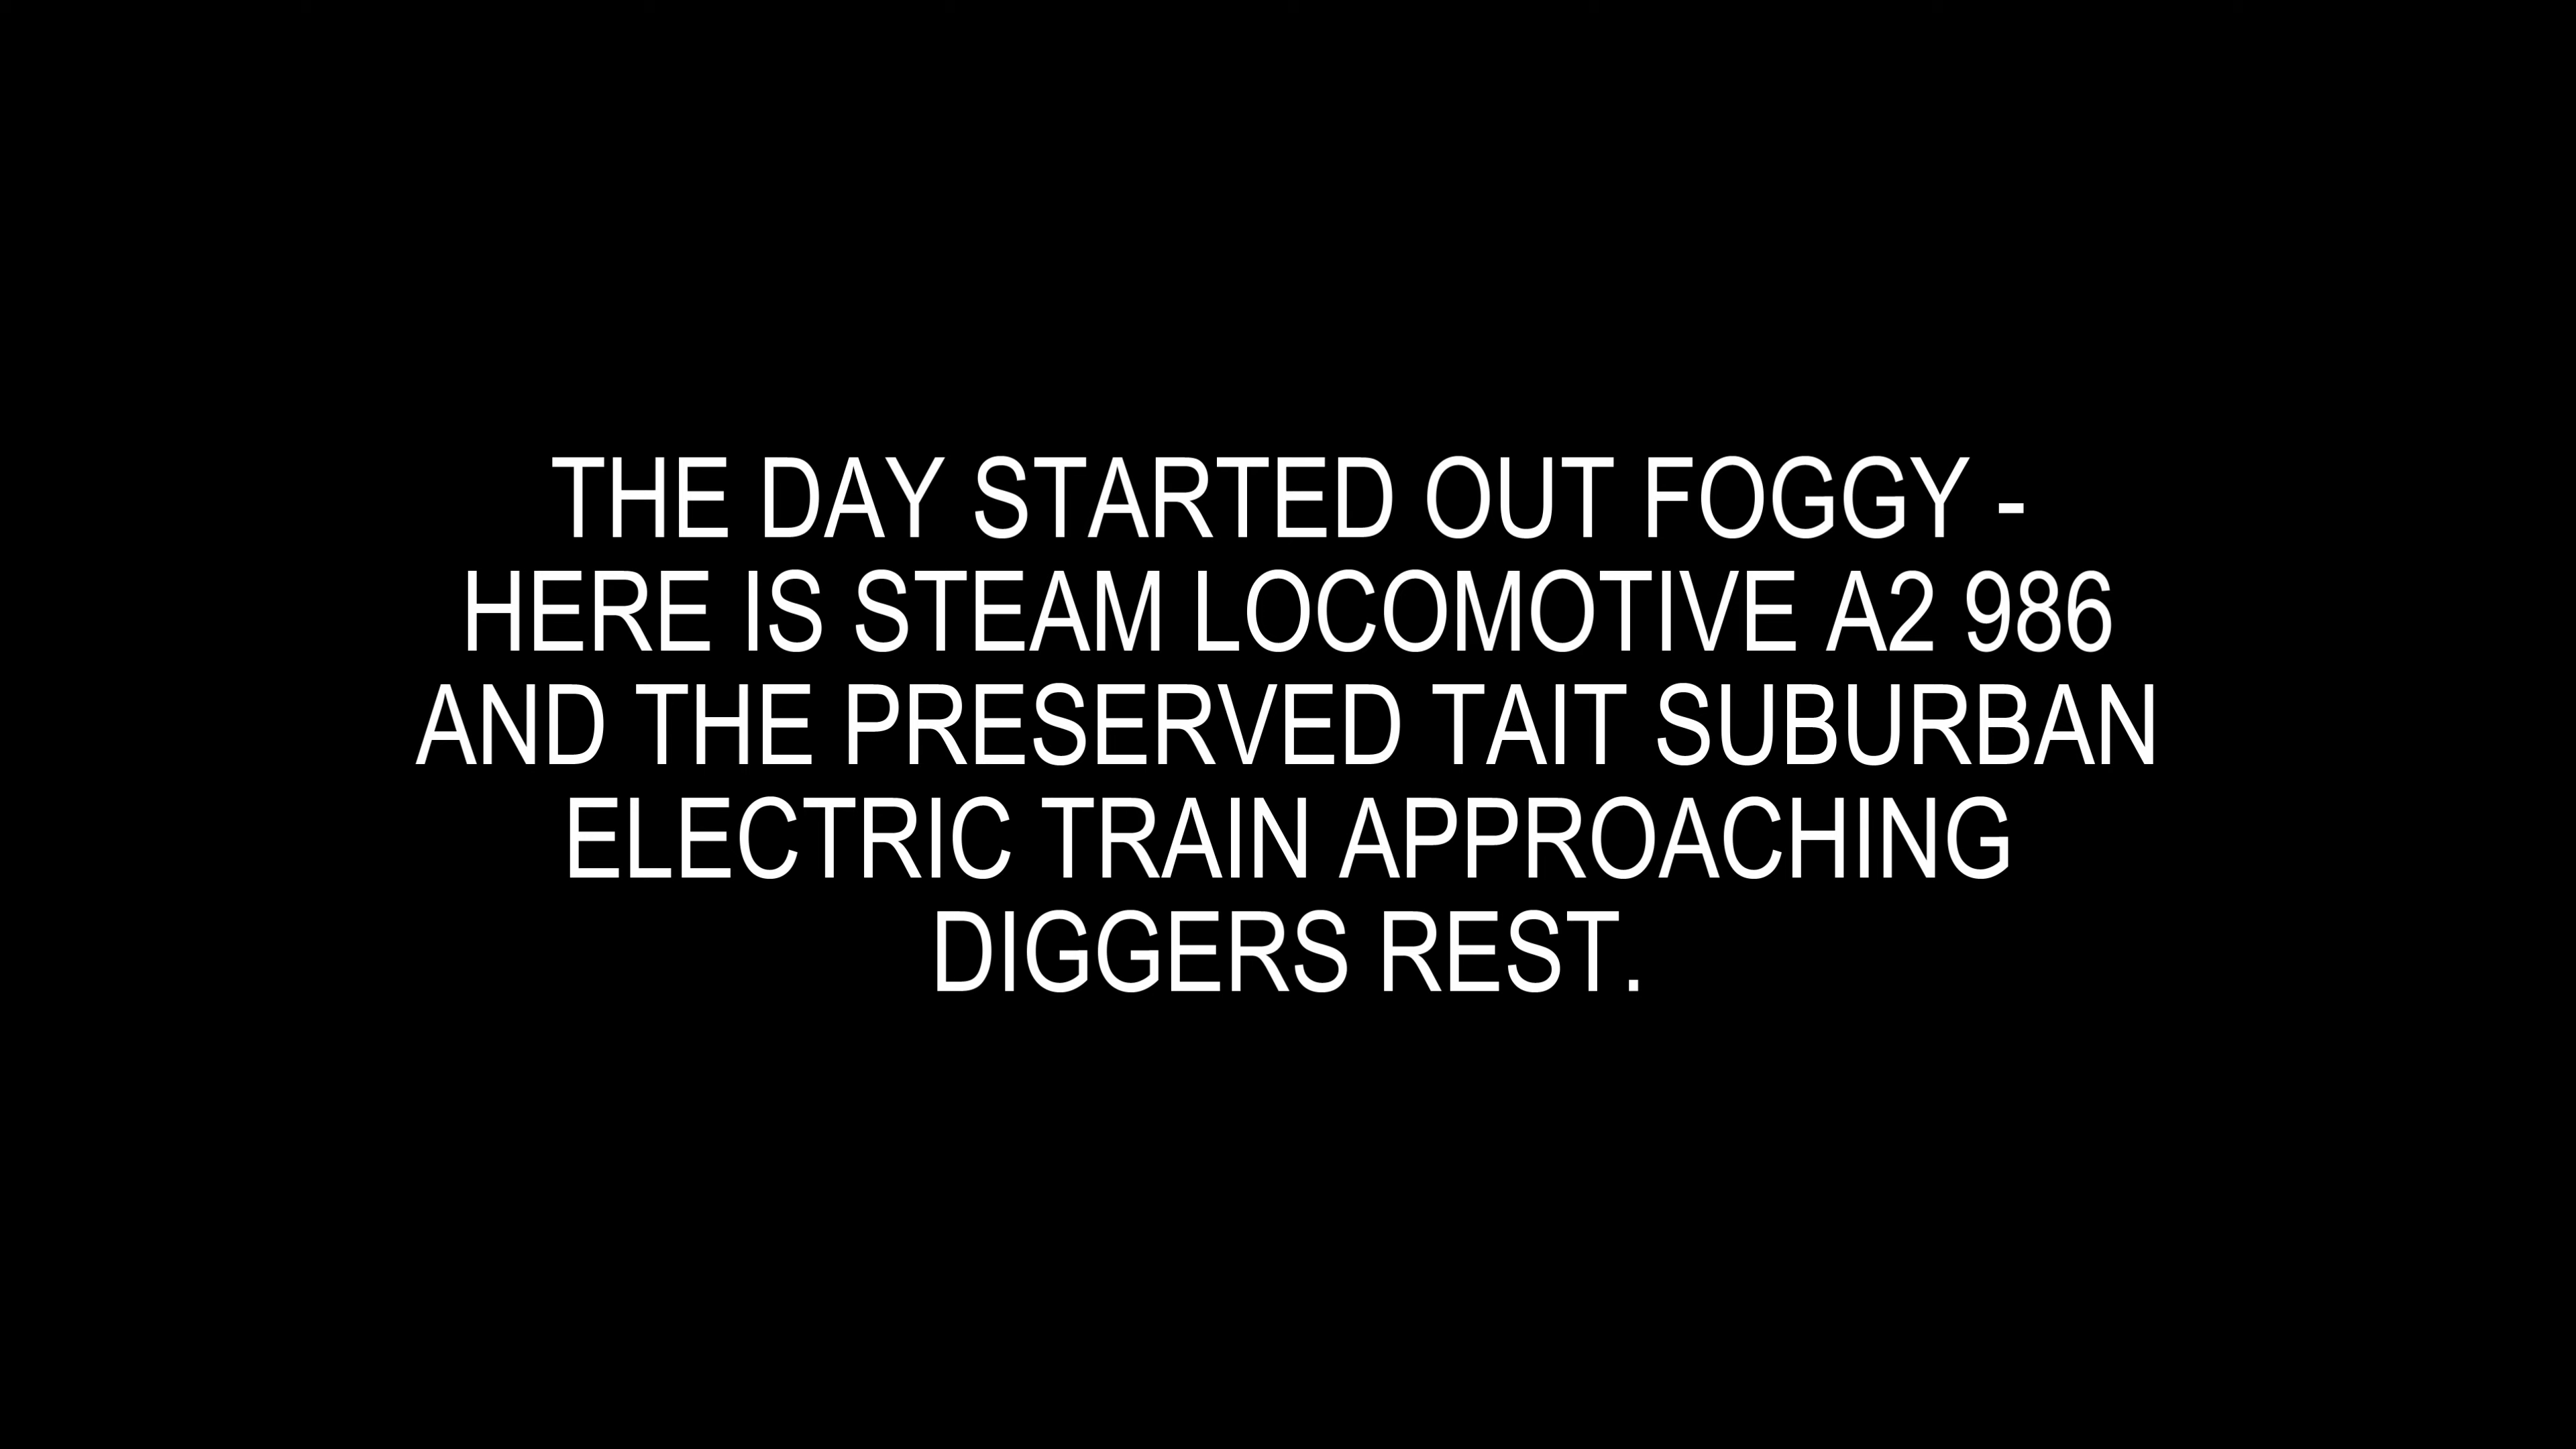 THE DAY STARTED OUT FOGGY -
HERE IS STEAM LOCOMOTIVE A2 986
AND THE PRESERVED TAIT SUBURBAN
ELECTRIC TRAIN APPROACHING
DIGGERS REST.